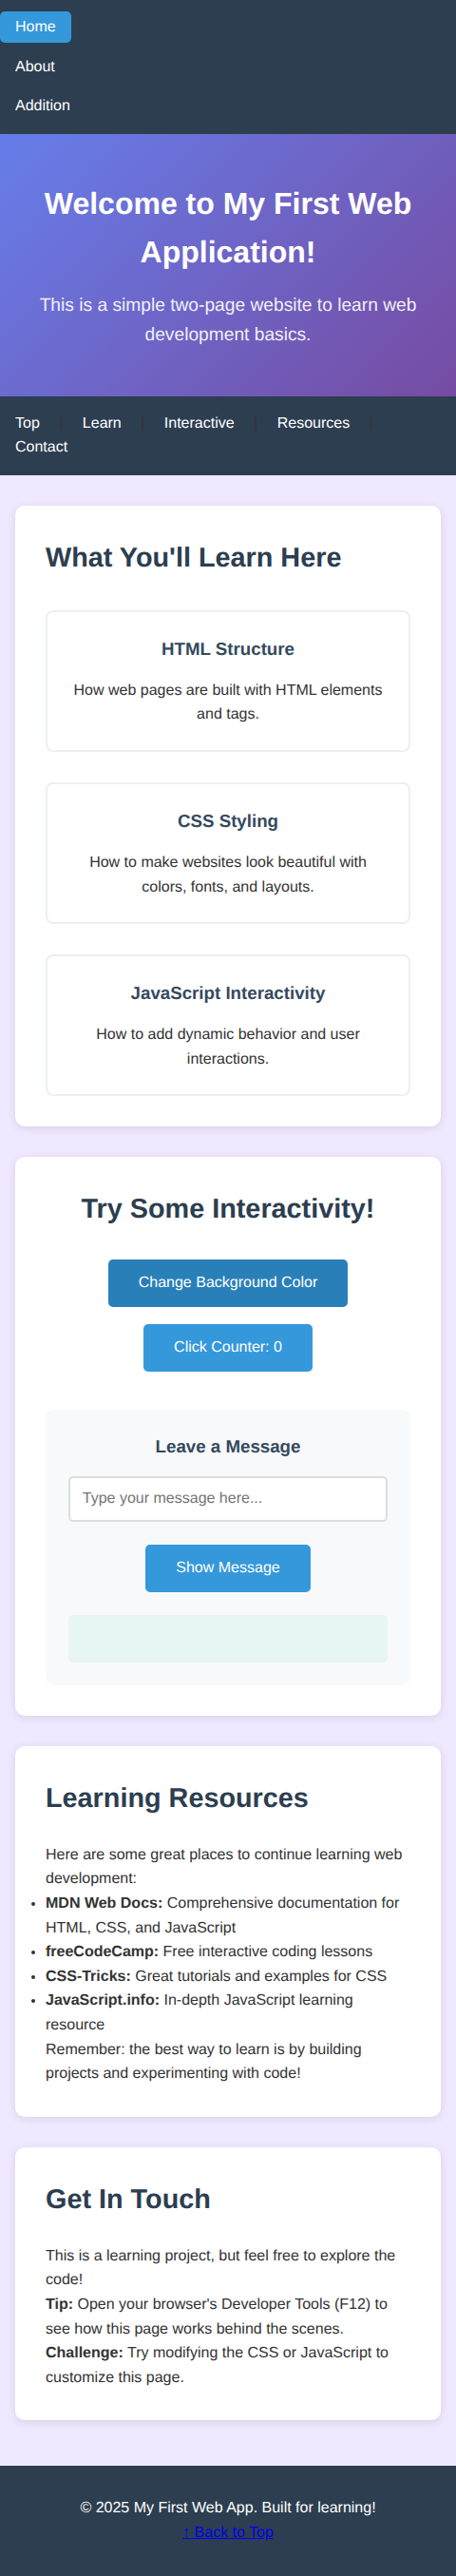 Home
About
Addition
Welcome to My First Web
Application!
This is a simple two-page website to learn web
development basics.
Top | Learn | Interactive | Resources |
Contact
What You'll Learn Here
HTML Structure
How web pages are built with HTML elements
and tags.
CSS Styling
How to make websites look beautiful with
colors, fonts, and layouts.
JavaScript Interactivity
How to add dynamic behavior and user
interactions.
Try Some Interactivity!
Change Background Color
Click Counter: 0
Leave a Message
Type your message here...
Show Message
Learning Resources
Here are some great places to continue learning web
development:
• MDN Web Docs: Comprehensive documentation for
HTML, CSS, and JavaScript
• freeCodeCamp: Free interactive coding lessons
• CSS-Tricks: Great tutorials and examples for CSS
• JavaScript.info: In-depth JavaScript learning
resource
Remember: the best way to learn is by building
projects and experimenting with code!
Get In Touch
This is a learning project, but feel free to explore the
code!
Tip: Open your browser's Developer Tools (F12) to
see how this page works behind the scenes.
Challenge: Try modifying the CSS or JavaScript to
customize this page.
© 2025 My First Web App. Built for learning!
↑ Back to Top